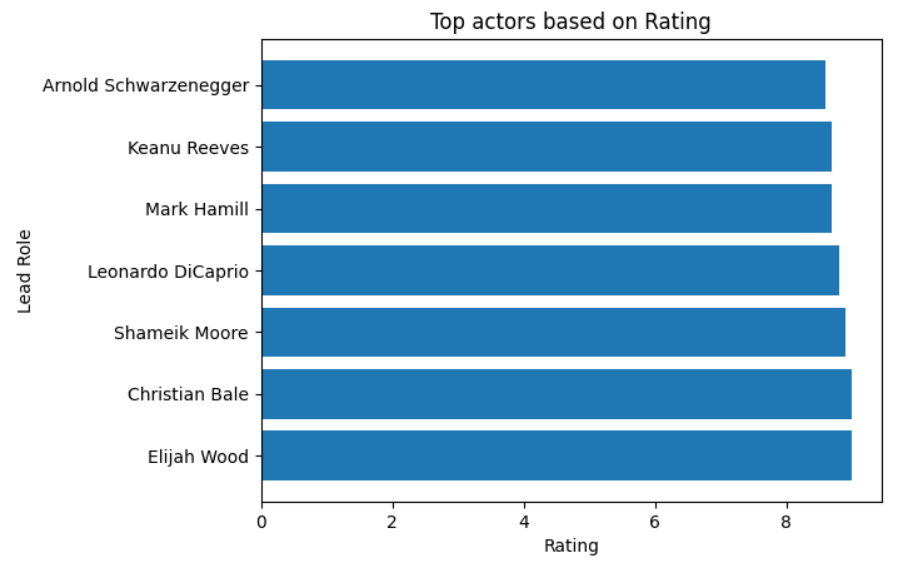 Top actors based on Rating
Arnold Schwarzenegger
Keanu Reeves
Mark Hamill
Leonardo DiCaprio
Shameik Moore
Christian Bale
Elijah Wood
Lead Role
0 2 4 6 8
Rating